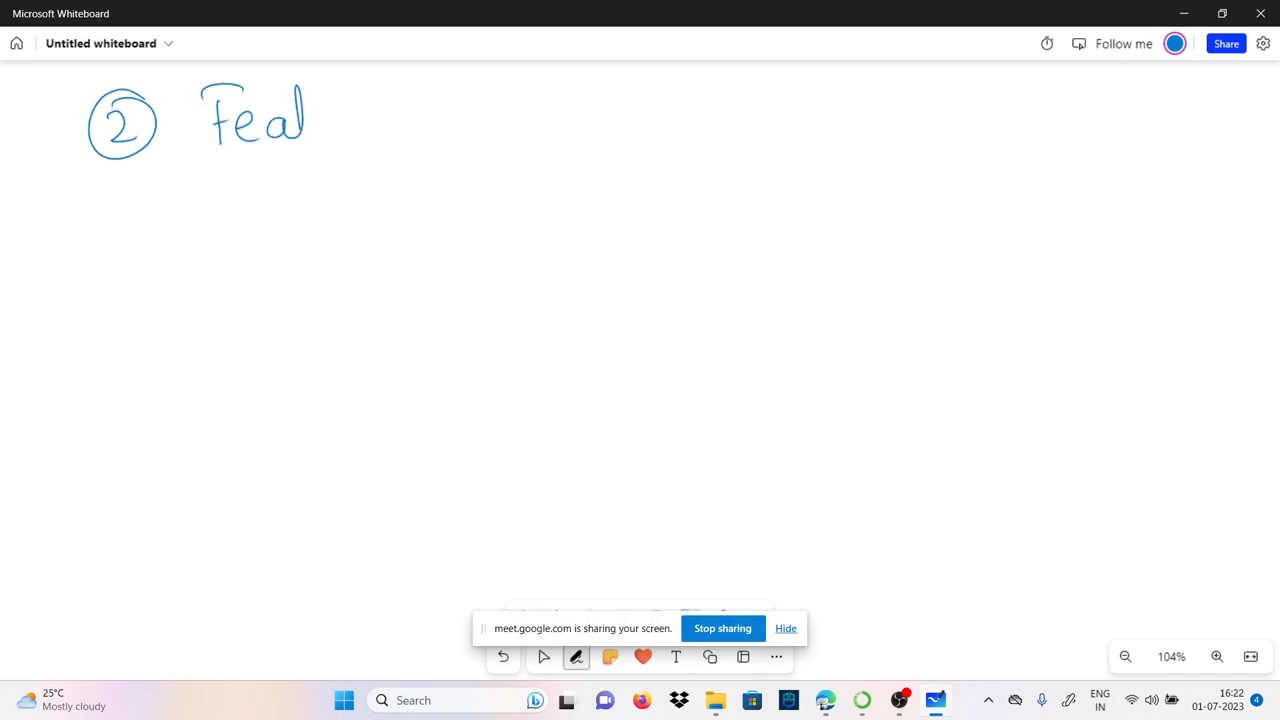 Microsoft Whiteboard
Untitled whiteboard
Follow me
Share
② Feal
meet.google.com is sharing your screen.
Stop sharing
Hide
104%
25°C
Mostly cloudy
Search
ENG
IN
16:22
01-07-2023
4